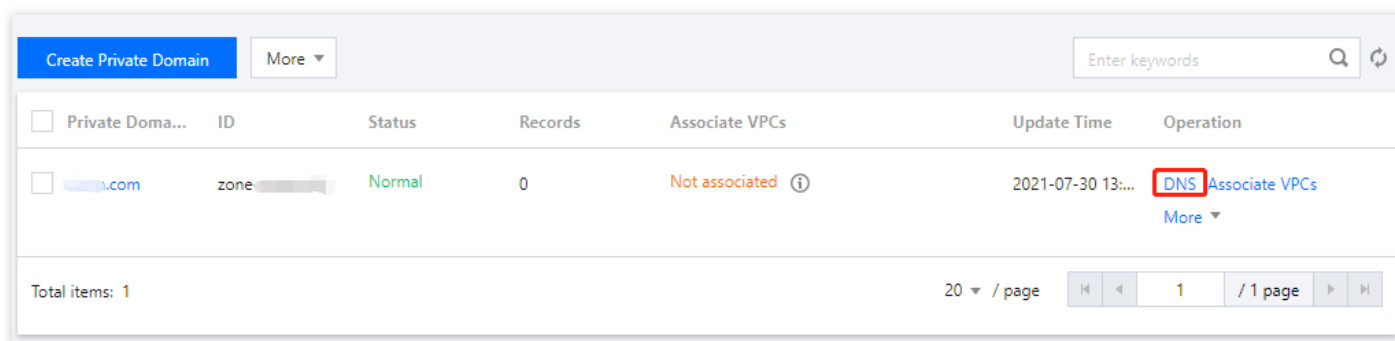 Create Private Domain More Enter keywords
Private Doma... ID Status Records Associate VPCs Update Time Operation
.com zone- Normal 0 Not associated 2021-07-30 13:... DNS Associate VPCs
More
Total items: 1 20 / page 1 / 1 page